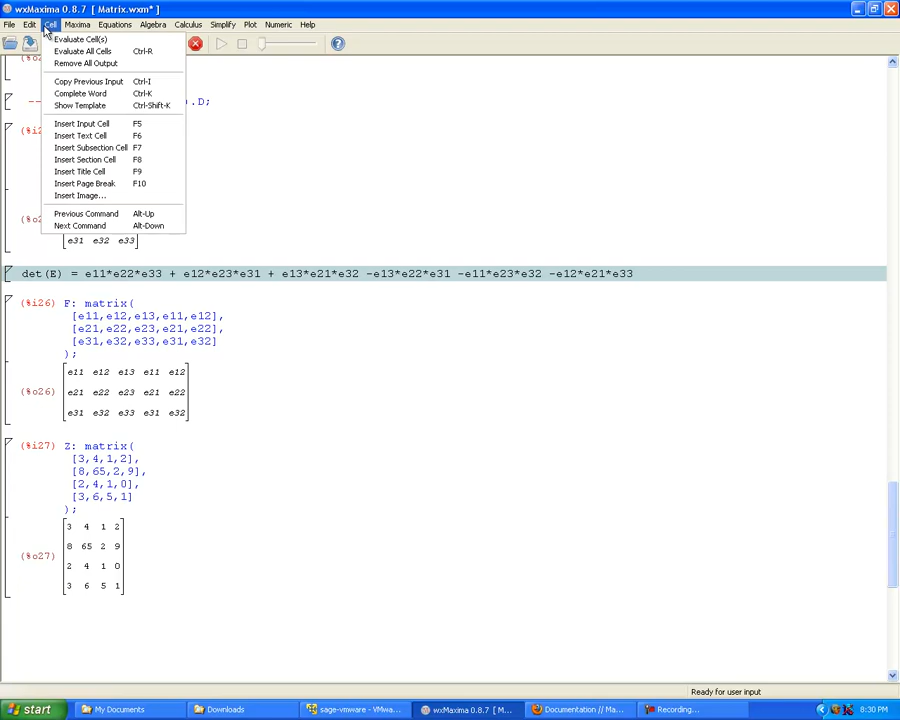 wxMaxima 0.8.7 [ Matrix.wxm* ]
File Edit Cell Maxima Equations Algebra Calculus Simplify Plot Numeric Help
Evaluate Cell(s)
Evaluate All Cells Ctrl-R
Remove All Output
Copy Previous Input Ctrl-I
Complete Word Ctrl-K
Show Template Ctrl-Shift-K
Insert Input Cell F5
Insert Text Cell F6
Insert Subsection Cell F7
Insert Section Cell F8
Insert Title Cell F9
Insert Page Break F10
Insert Image...
Previous Command Alt-Up
Next Command Alt-Down
.D;
e31 e32 e33
det(E) = e11*e22*e33 + e12*e23*e31 + e13*e21*e32 -e13*e22*e31 -e11*e23*e32 -e12*e21*e33
(%i26) F: matrix(
[e11,e12,e13,e11,e12],
[e21,e22,e23,e21,e22],
[e31,e32,e33,e31,e32]
);
e11 e12 e13 e11 e12
(%o26) e21 e22 e23 e21 e22
e31 e32 e33 e31 e32
(%i27) Z: matrix(
[3,4,1,2],
[8,65,2,9],
[2,4,1,0],
[3,6,5,1]
);
3 4 1 2
8 65 2 9
(%o27)
2 4 1 0
3 6 5 1
Ready for user input
start My Documents Downloads sage-vmware - VMwa... wxMaxima 0.8.7 [ M... Documentation // Ma... Recording... 8:30 PM